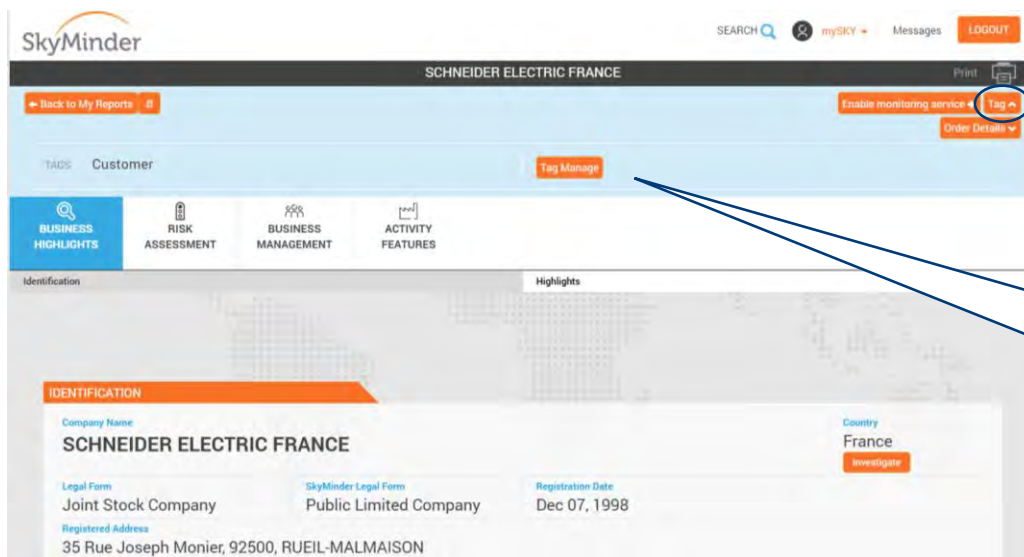 SkyMinder
SEARCH mySKY Messages LOGOUT
SCHNEIDER ELECTRIC FRANCE Print
Back to My Reports Enable monitoring service Tag
Order Details
TAGS Customer Tag Manage
BUSINESS HIGHLIGHTS
RISK ASSESSMENT
BUSINESS MANAGEMENT
ACTIVITY FEATURES
Identification Highlights
IDENTIFICATION
Company Name Country
SCHNEIDER ELECTRIC FRANCE France
Investigate
Legal Form SkyMinder Legal Form Registration Date
Joint Stock Company Public Limited Company Dec 07, 1998
Registered Address
35 Rue Joseph Monier, 92500, RUEIL-MALMAISON